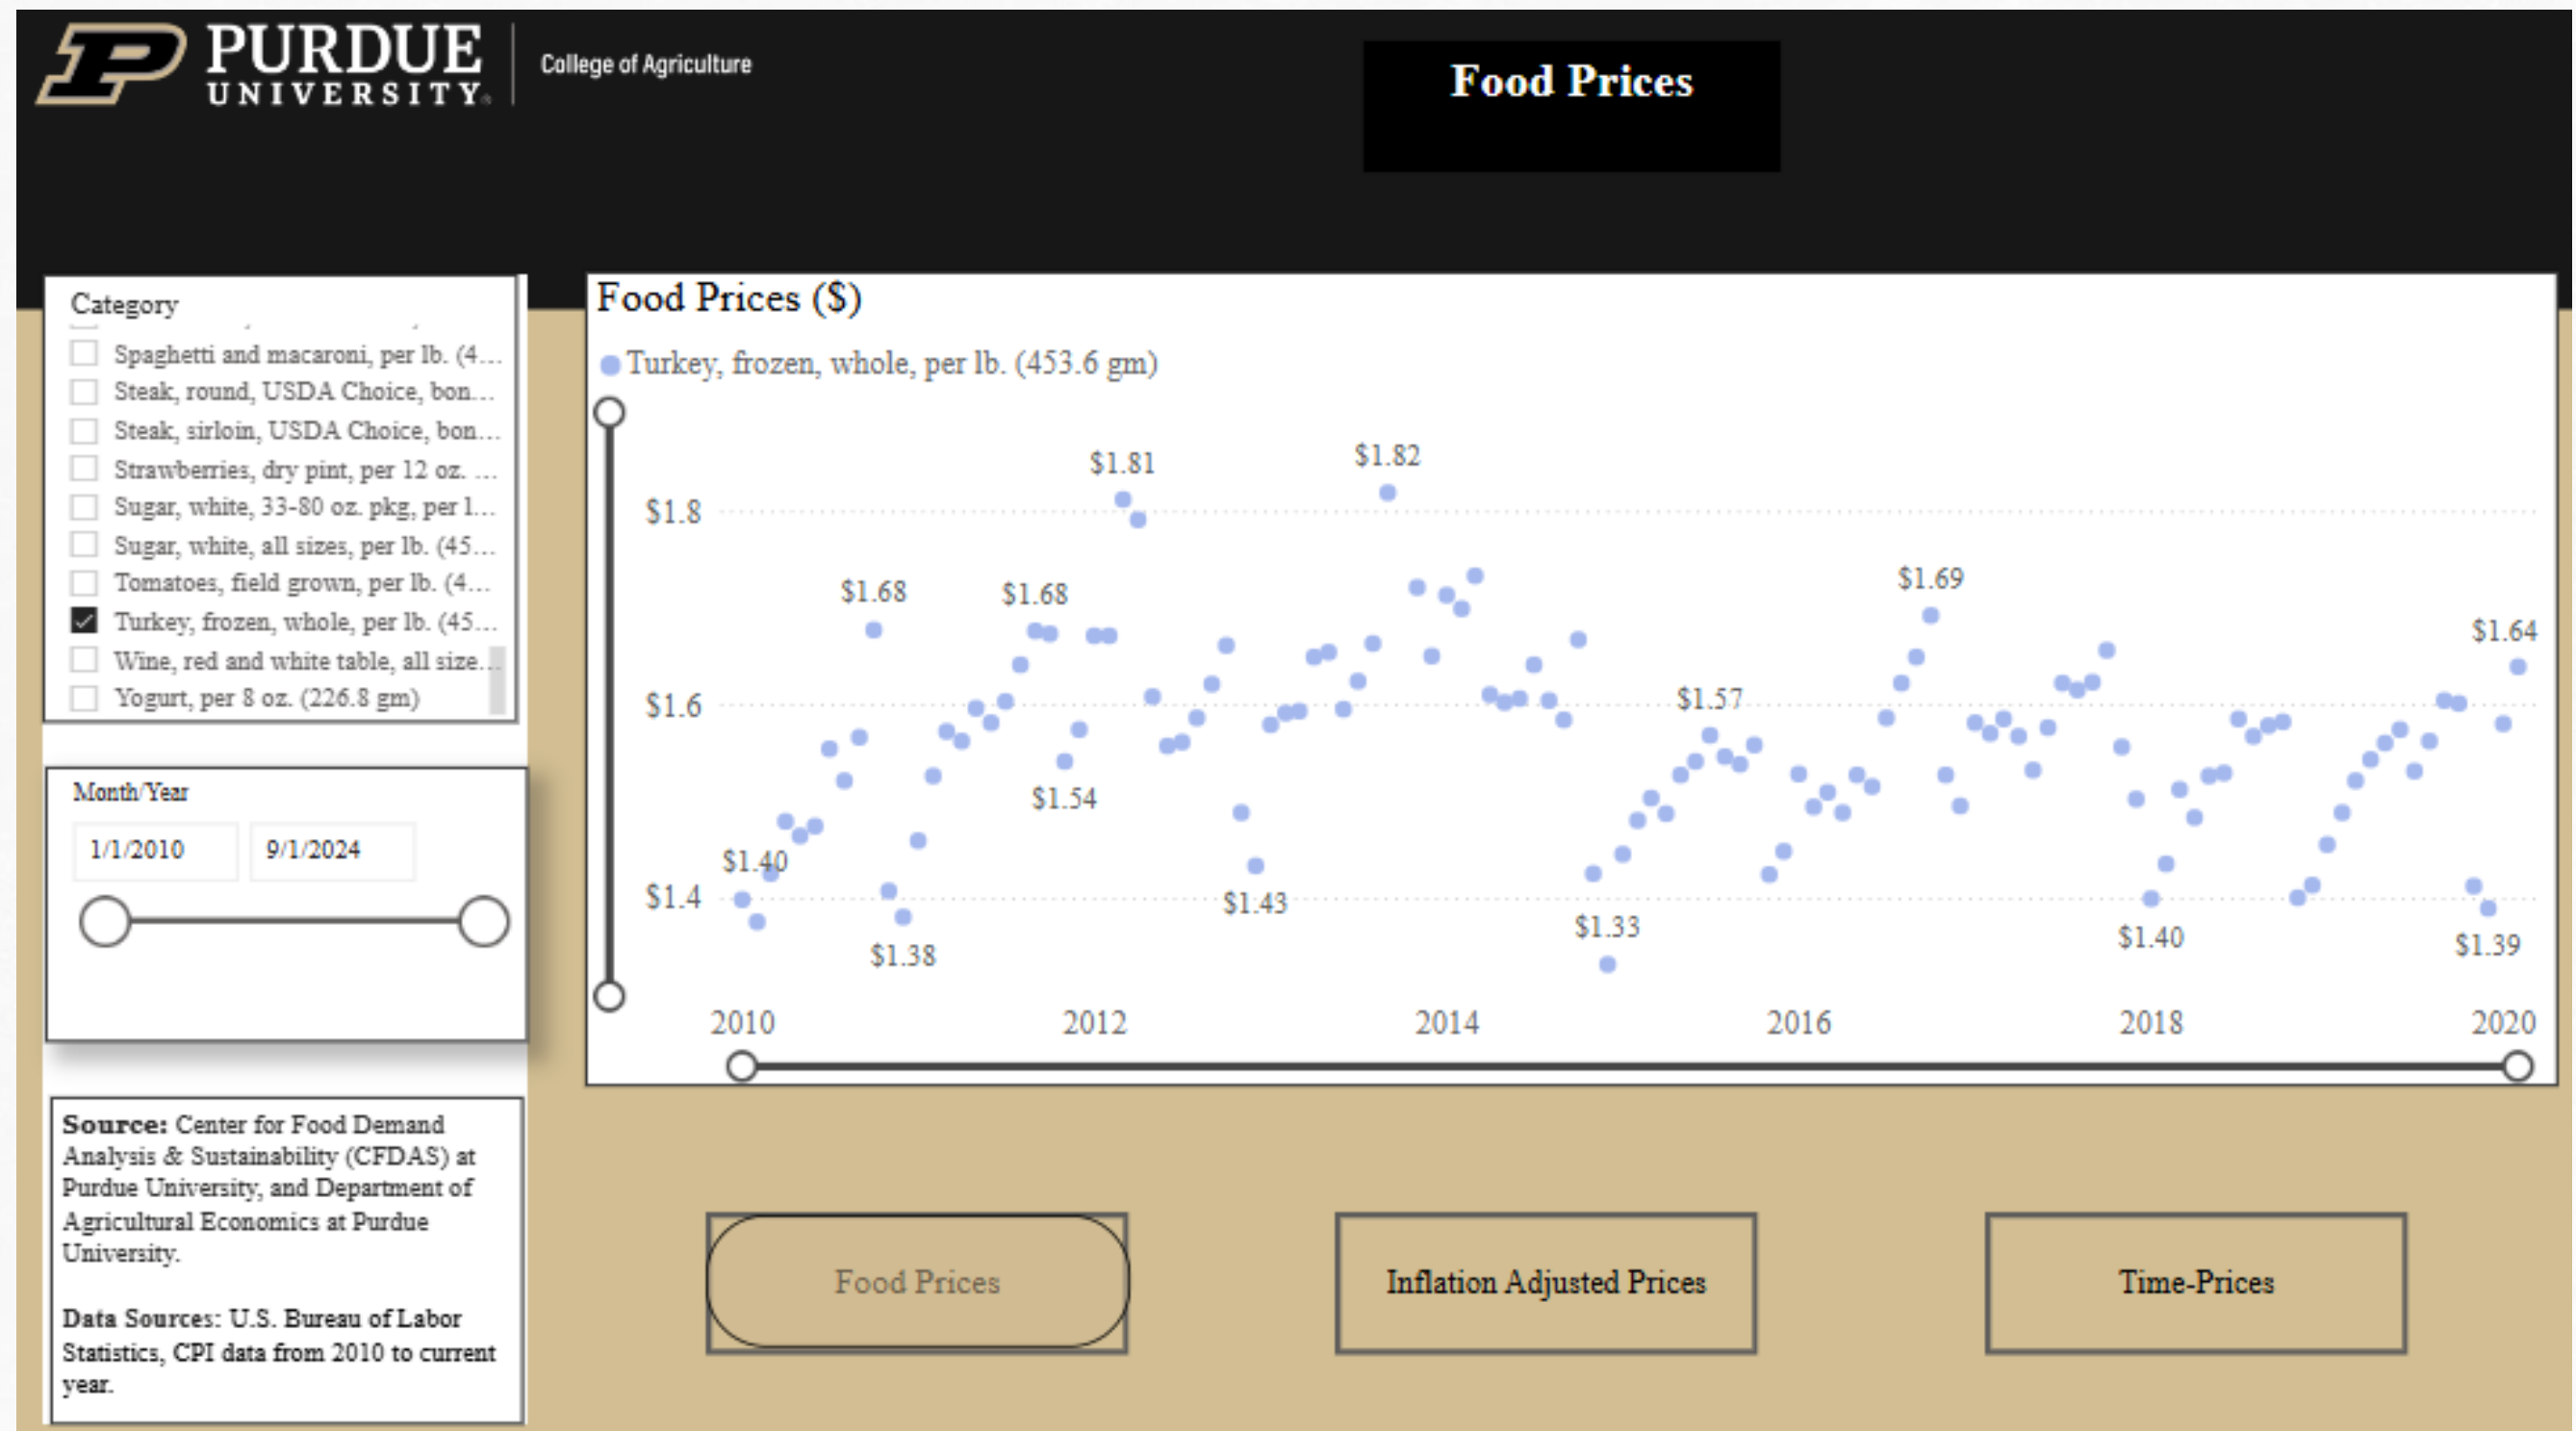 PURDUE
UNIVERSITY®
College of Agriculture
Food Prices
Category
Spaghetti and macaroni, per lb. (4...
Steak, round, USDA Choice, bon...
Steak, sirloin, USDA Choice, bon...
Strawberries, dry pint, per 12 oz. ...
Sugar, white, 33-80 oz. pkg, per l...
Sugar, white, all sizes, per lb. (45...
Tomatoes, field grown, per lb. (4...
Turkey, frozen, whole, per lb. (45...
Wine, red and white table, all size...
Yogurt, per 8 oz. (226.8 gm)
Month/Year
1/1/2010 9/1/2024
Source: Center for Food Demand
Analysis & Sustainability (CFDAS) at
Purdue University, and Department of
Agricultural Economics at Purdue
University.
Data Sources: U.S. Bureau of Labor
Statistics, CPI data from 2010 to current
year.
Food Prices ($)
Turkey, frozen, whole, per lb. (453.6 gm)
$1.82
$1.81
$1.8
$1.69
$1.68
$1.68
$1.64
$1.6
$1.57
$1.54
$1.40
$1.4
$1.43
$1.33
$1.40
$1.39
$1.38
2010 2012 2014 2016 2018 2020
Food Prices
Inflation Adjusted Prices
Time-Prices